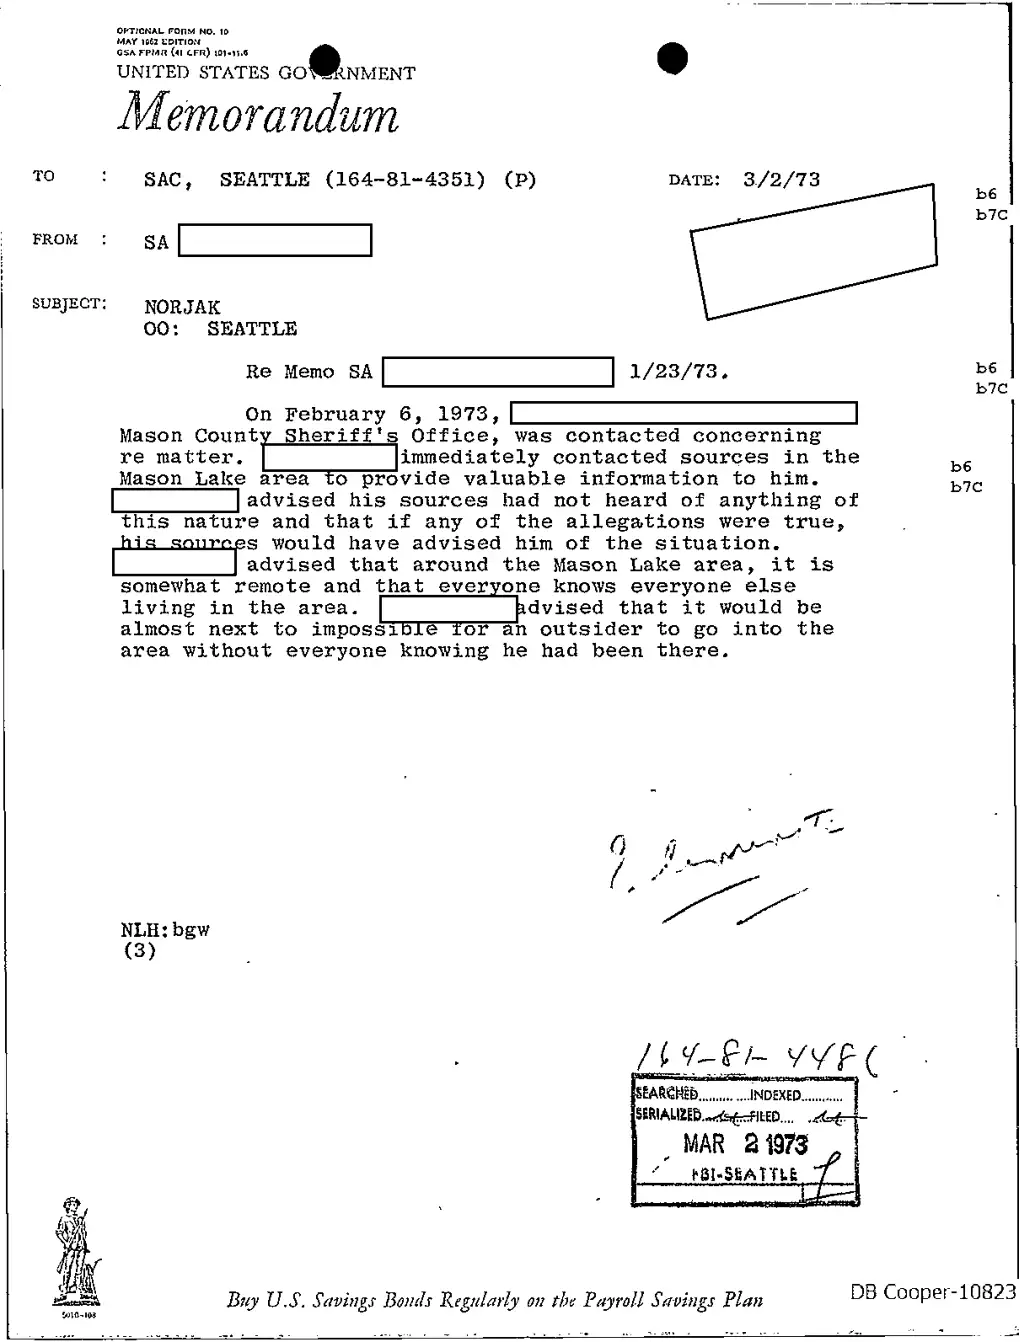 OPTIONAL FORM NO. 10
MAY 1962 EDITION
GSA FPMR (41 CFR) 101-11.6
UNITED STATES GOVERNMENT
Memorandum
TO : SAC, SEATTLE (164-81-4351) (P) DATE: 3/2/73
b6
b7C
FROM : SA
SUBJECT: NORJAK
OO: SEATTLE
Re Memo SA 1/23/73.
b6
b7C
On February 6, 1973,
Mason County Sheriff's Office, was contacted concerning
re matter. immediately contacted sources in the
Mason Lake area to provide valuable information to him.
b6
b7C
advised his sources had not heard of anything of
this nature and that if any of the allegations were true,
his sources would have advised him of the situation.
advised that around the Mason Lake area, it is
somewhat remote and that everyone knows everyone else
living in the area. advised that it would be
almost next to impossible for an outsider to go into the
area without everyone knowing he had been there.
NLH:bgw
(3)
164-81-448
SEARCHED INDEXED
SERIALIZED FILED
MAR 2 1973
FBI-SEATTLE
5010-108
Buy U.S. Savings Bonds Regularly on the Payroll Savings Plan
DB Cooper-10823